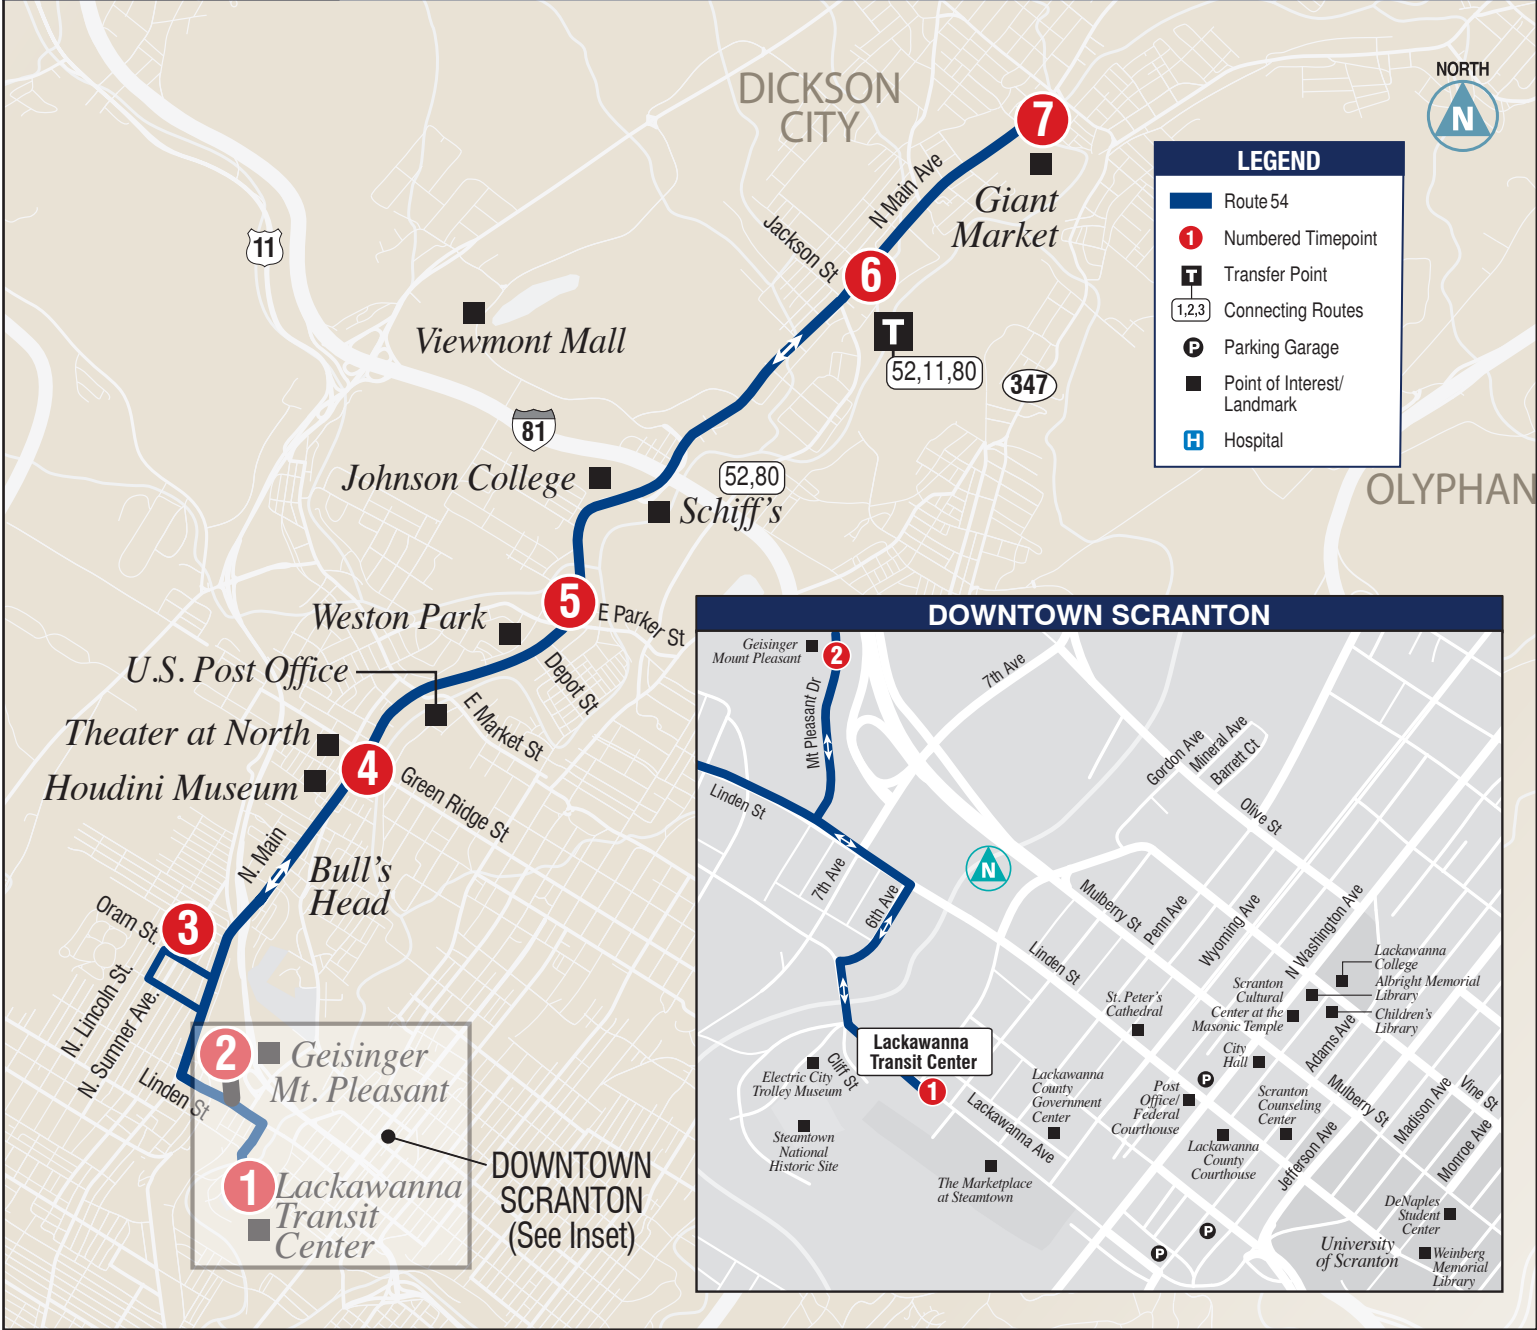 DICKSON
CITY
NORTH
N
7
LEGEND
Route 54
1
Numbered Timepoint
T
Transfer Point
1,2,3
Connecting Routes
P
Parking Garage
Point of Interest/
Landmark
H
Hospital
N Main Ave
Giant
Market
Jackson St
6
11
T
52,11,80
347
Viewmont Mall
81
Johnson College
52,80
Schiff's
OLYPHAN
5
E Parker St
Weston Park
U.S. Post Office
Depot St
E Market St
Theater at North
4
Houdini Museum
Green Ridge St
N. Main
Bull's
Head
Oram St.
3
N. Lincoln St.
N. Sumner Ave.
2
Geisinger
Mt. Pleasant
Linden St
1
Lackawanna
Transit
Center
DOWNTOWN
SCRANTON
(See Inset)
DOWNTOWN SCRANTON
Geisinger
Mount Pleasant
2
Mt Pleasant Dr
7th Ave
Gordon Ave
Mineral Ave
Barrett Ct
Olive St
Linden St
N
7th Ave
6th Ave
Mulberry St
Penn Ave
Wyoming Ave
N Washington Ave
Linden St
Lackawanna
College
Albright Memorial
Library
Children's
Library
Scranton
Cultural
Center at the
Masonic Temple
St. Peter's
Cathedral
Adams Ave
City
Hall
Lackawanna
Transit Center
1
Cliff St
Electric City
Trolley Museum
Steamtown
National
Historic Site
Lackawanna Ave
Lackawanna
County
Government
Center
P
Post
Office/
Federal
Courthouse
Scranton
Counseling
Center
Mulberry St
Madison Ave
Vine St
Monroe Ave
Lackawanna
County
Courthouse
Jefferson Ave
The Marketplace
at Steamtown
DeNaples
Student
Center
P
P
University
of Scranton
Weinberg
Memorial
Library